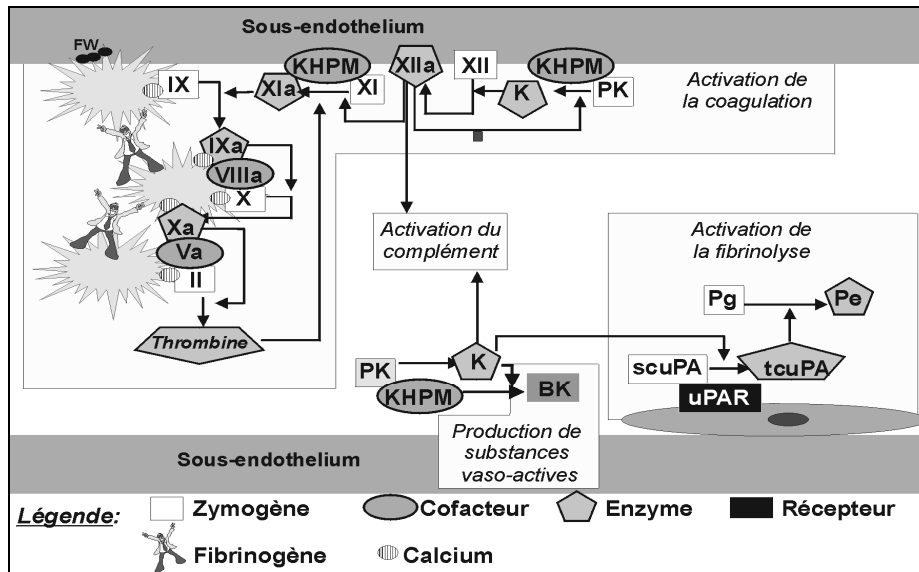 Sous-endothelium
FW
KHPM
XIIa
XII
KHPM
IX
XIa
XI
K
PK
Activation de
la coagulation
IXa
VIIIa
X
Xa
Va
II
Thrombine
Activation du
complément
Activation de
la fibrinolyse
Pg
Pe
PK
K
KHPM
BK
scuPA
tcuPA
uPAR
Production de
substances
vaso-actives
Sous-endothelium
Légende:
Zymogène
Cofacteur
Enzyme
Récepteur
Fibrinogène
Calcium